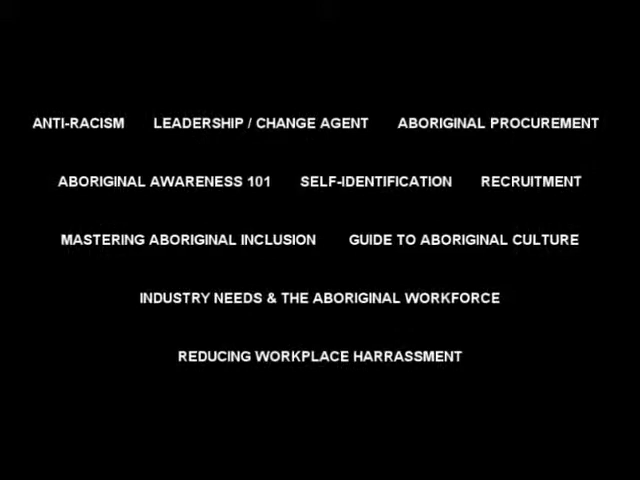 ANTI-RACISM LEADERSHIP / CHANGE AGENT ABORIGINAL PROCUREMENT
ABORIGINAL AWARENESS 101 SELF-IDENTIFICATION RECRUITMENT
MASTERING ABORIGINAL INCLUSION GUIDE TO ABORIGINAL CULTURE
INDUSTRY NEEDS & THE ABORIGINAL WORKFORCE
REDUCING WORKPLACE HARRASSMENT